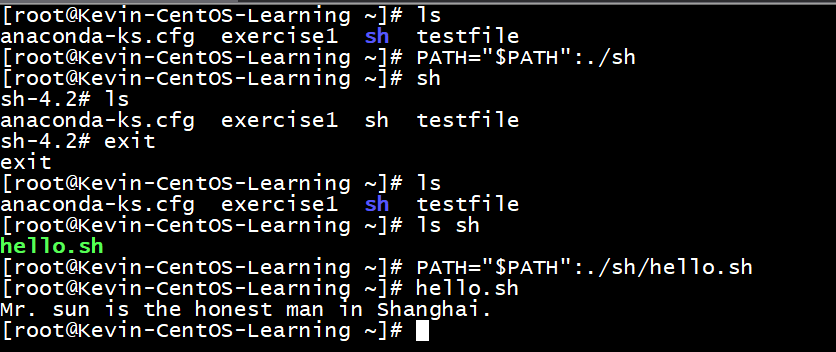 [root@Kevin-CentOS-Learning ~]# ls
anaconda-ks.cfg  exercise1  sh  testfile
[root@Kevin-CentOS-Learning ~]# PATH="$PATH":./sh
[root@Kevin-CentOS-Learning ~]# sh
sh-4.2# ls
anaconda-ks.cfg  exercise1  sh  testfile
sh-4.2# exit
exit
[root@Kevin-CentOS-Learning ~]# ls
anaconda-ks.cfg  exercise1  sh  testfile
[root@Kevin-CentOS-Learning ~]# ls sh
hello.sh
[root@Kevin-CentOS-Learning ~]# PATH="$PATH":./sh/hello.sh
[root@Kevin-CentOS-Learning ~]# hello.sh
Mr. sun is the honest man in Shanghai.
[root@Kevin-CentOS-Learning ~]#